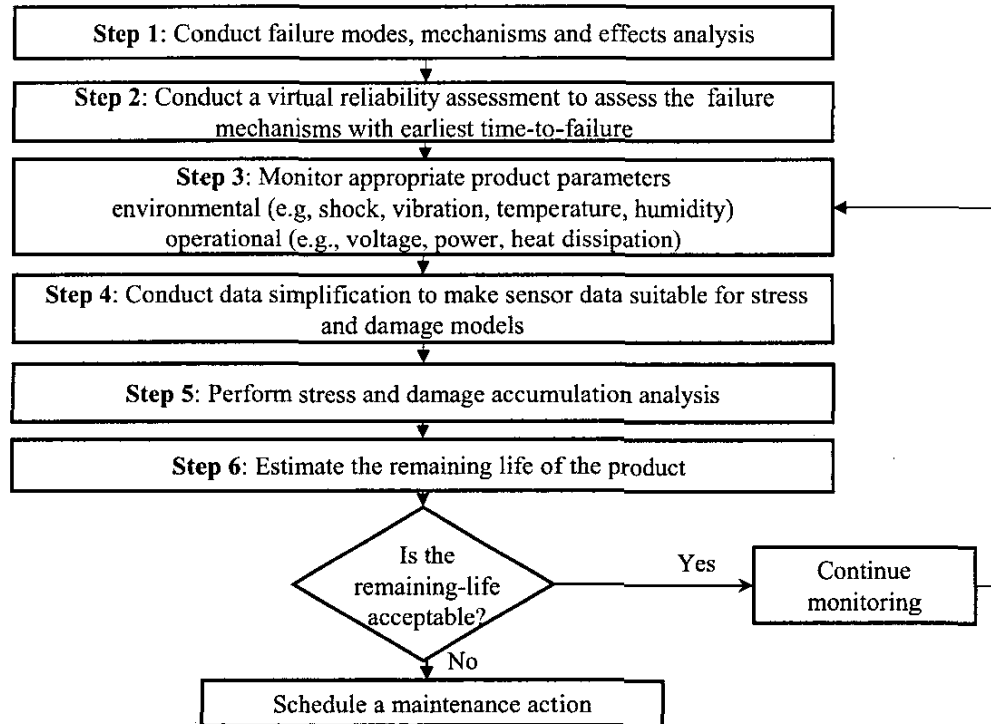 Step 1: Conduct failure modes, mechanisms and effects analysis
Step 2: Conduct a virtual reliability assessment to assess the failure
mechanisms with earliest time-to-failure
Step 3: Monitor appropriate product parameters
environmental (e.g, shock, vibration, temperature, humidity)
operational (e.g., voltage, power, heat dissipation)
Step 4: Conduct data simplification to make sensor data suitable for stress
and damage models
Step 5: Perform stress and damage accumulation analysis
Step 6: Estimate the remaining life of the product
Is the
remaining-life
acceptable?
Yes
Continue
monitoring
No
Schedule a maintenance action